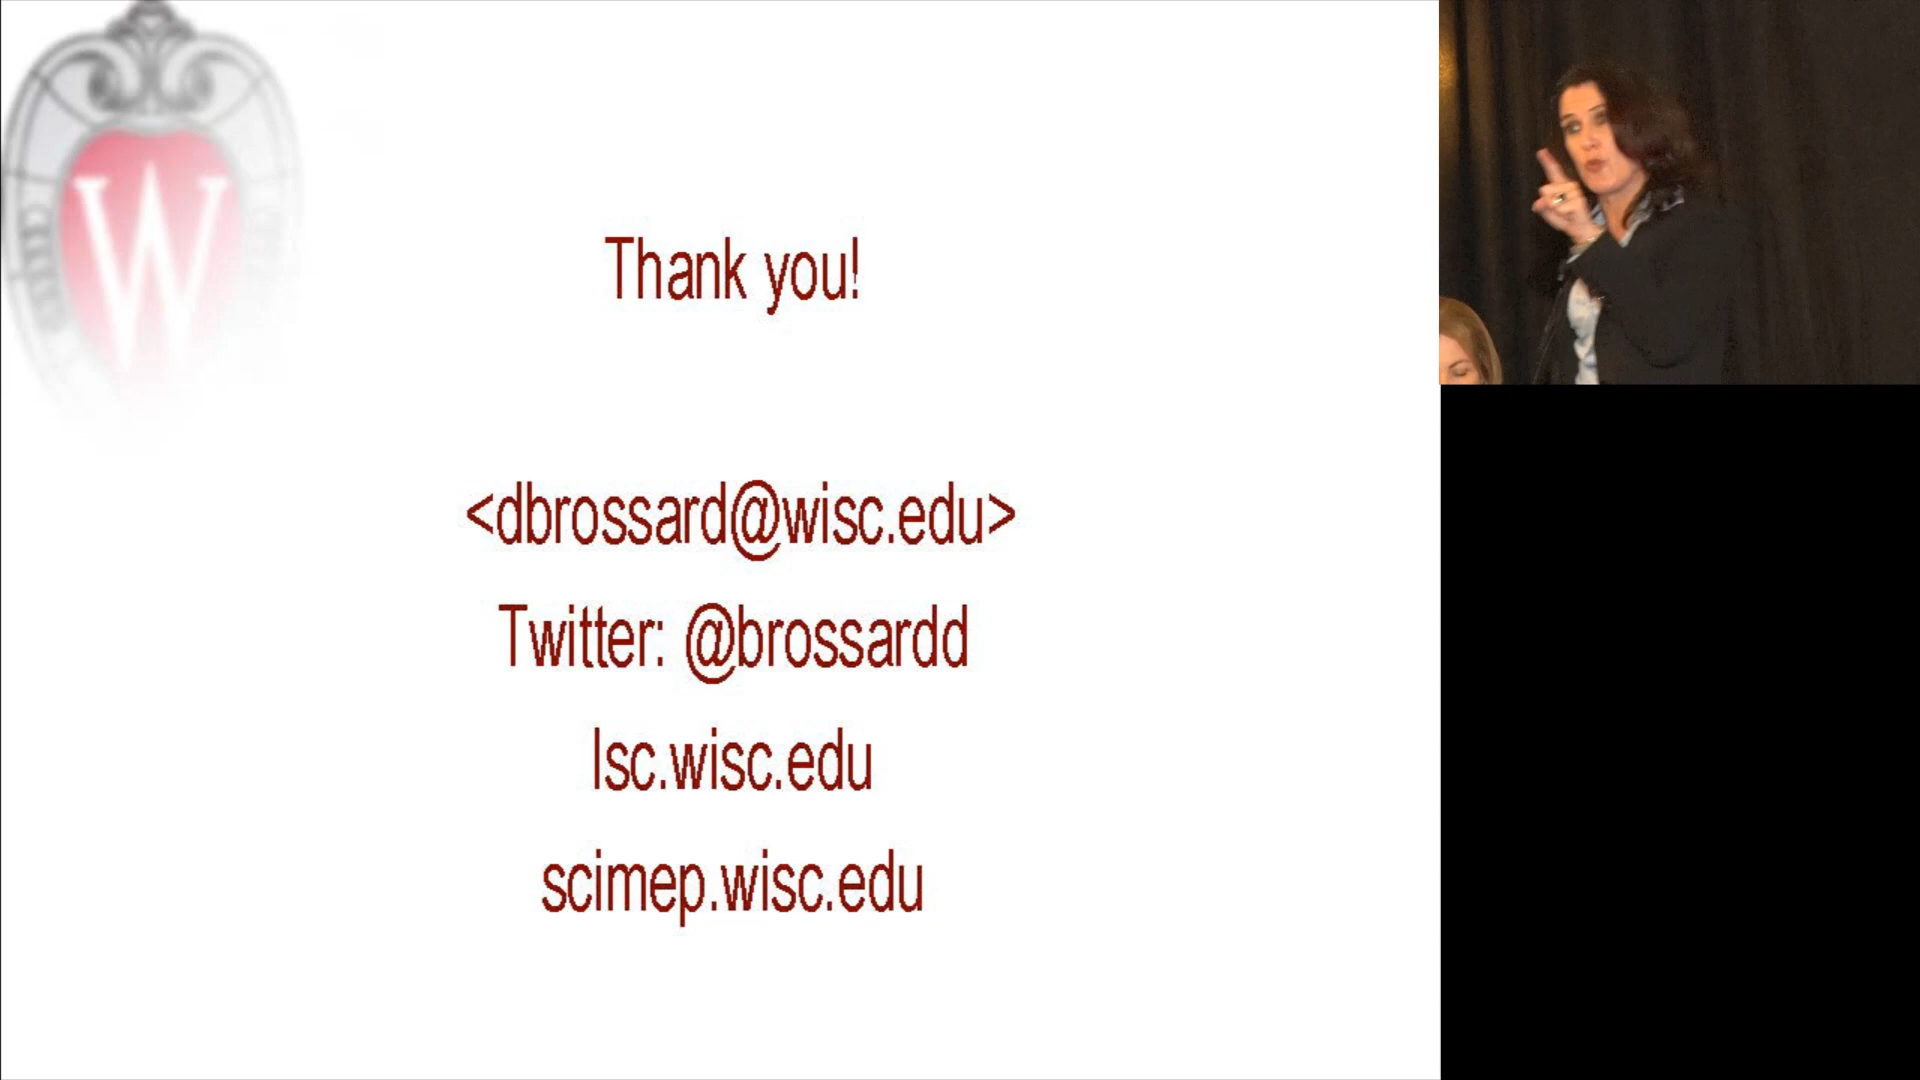 W
Thank you!
<dbrossard@wisc.edu>
Twitter: @brossardd
lsc.wisc.edu
scimep.wisc.edu